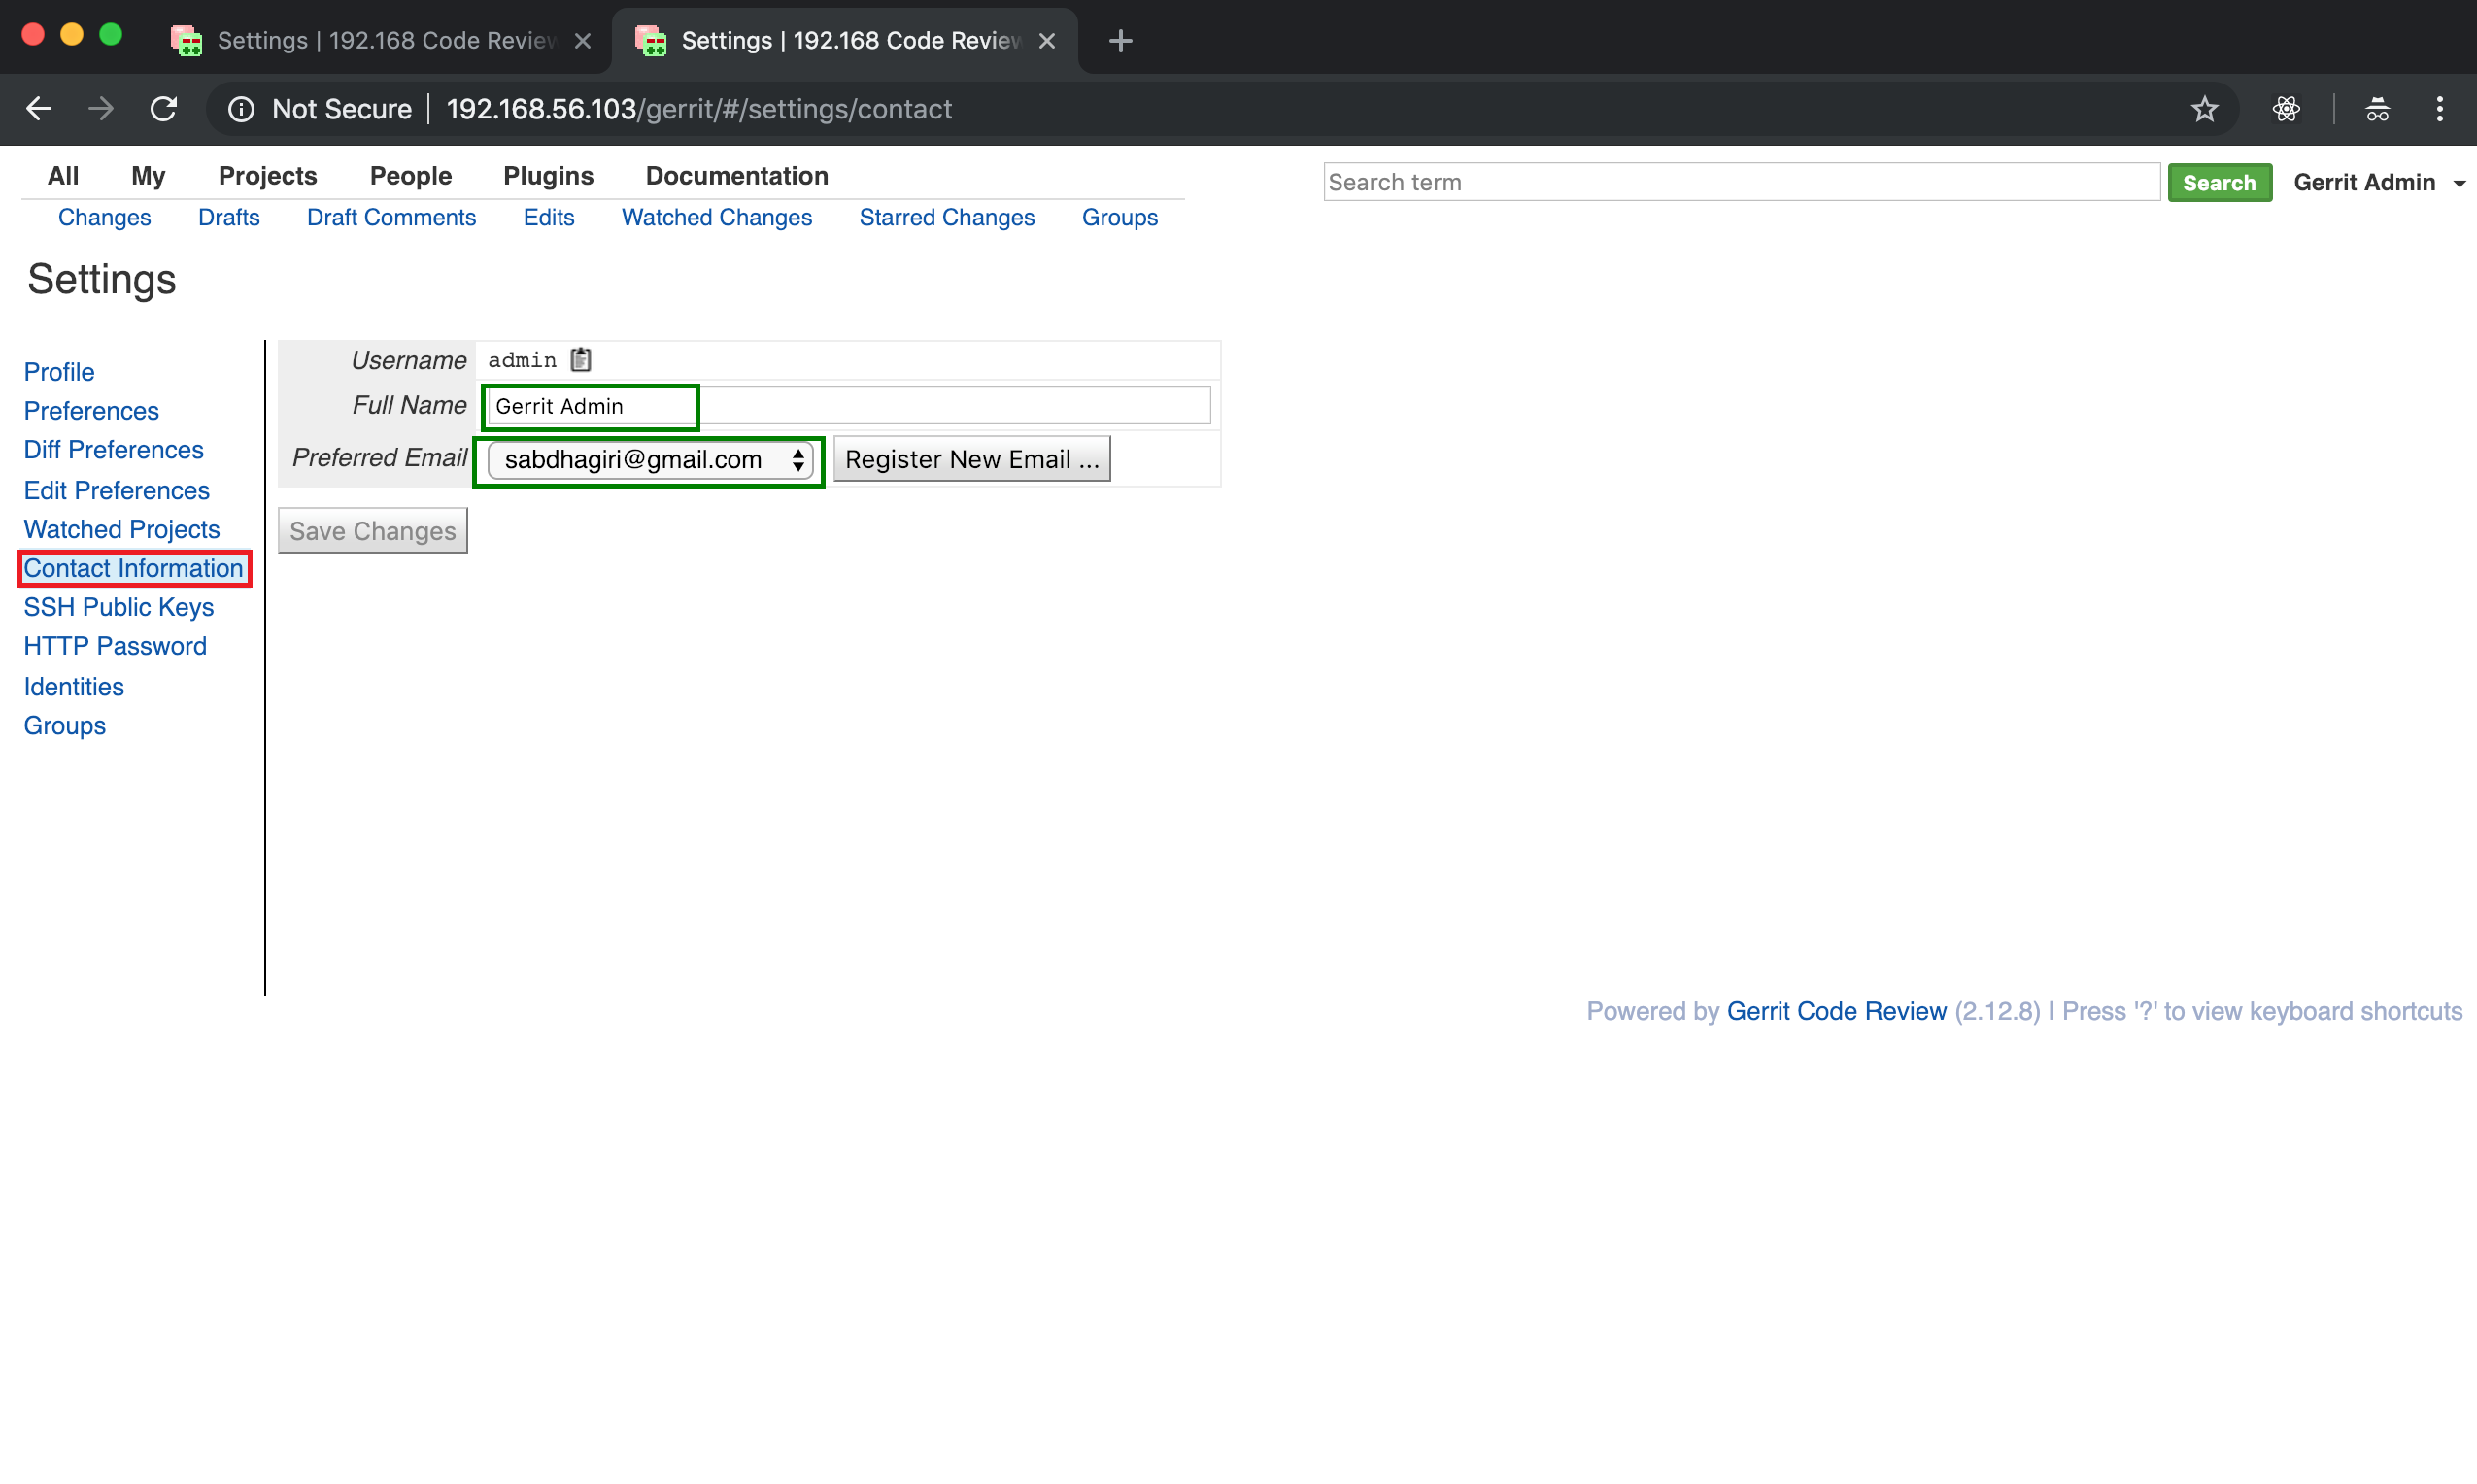 Settings | 192.168 Code Review
Settings | 192.168 Code Review
Not Secure | 192.168.56.103/gerrit/#/settings/contact
All My Projects People Plugins Documentation
Search term Search Gerrit Admin
Changes Drafts Draft Comments Edits Watched Changes Starred Changes Groups
Settings
Username admin
Full Name Gerrit Admin
Preferred Email sabdhagiri@gmail.com Register New Email ...
Save Changes
Profile
Preferences
Diff Preferences
Edit Preferences
Watched Projects
Contact Information
SSH Public Keys
HTTP Password
Identities
Groups
Powered by Gerrit Code Review (2.12.8) | Press '?' to view keyboard shortcuts